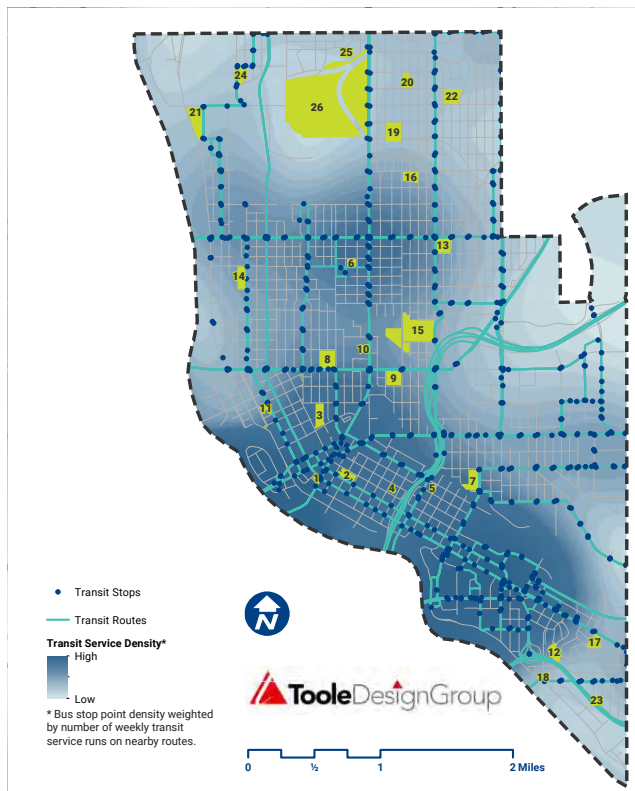 25
24
20
26
22
21
19
16
13
6
14
15
10
8
9
11
3
1
2
4
5
7
17
12
18
23
Transit Stops
Transit Routes
Transit Service Density*
High
Low
* Bus stop point density weighted
by number of weekly transit
service runs on nearby routes.
N
TooleDesignGroup
0 ½ 1 2 Miles